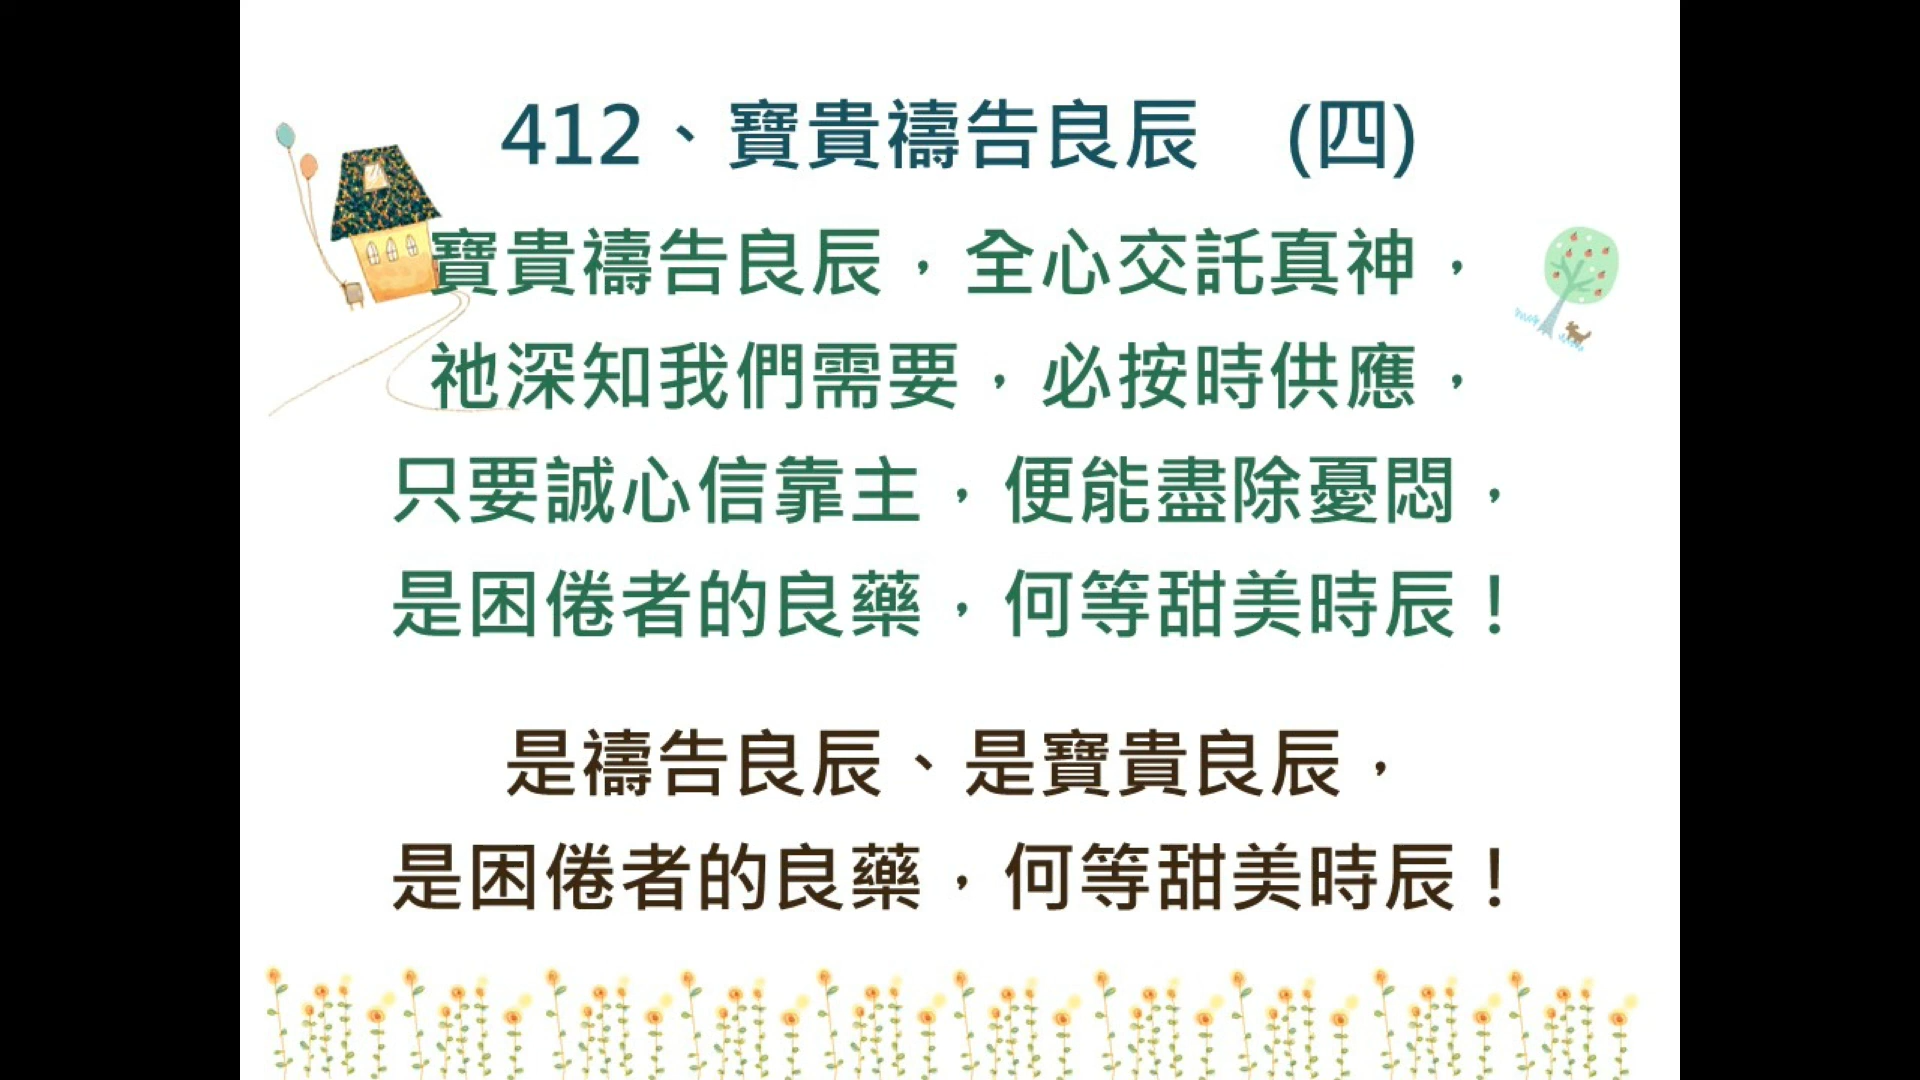 412、寶貴禱告良辰　(四)
寶貴禱告良辰，全心交託真神，
祂深知我們需要，必按時供應，
只要誠心信靠主，便能盡除憂悶，
是困倦者的良藥，何等甜美時辰！
是禱告良辰、是寶貴良辰，
是困倦者的良藥，何等甜美時辰！